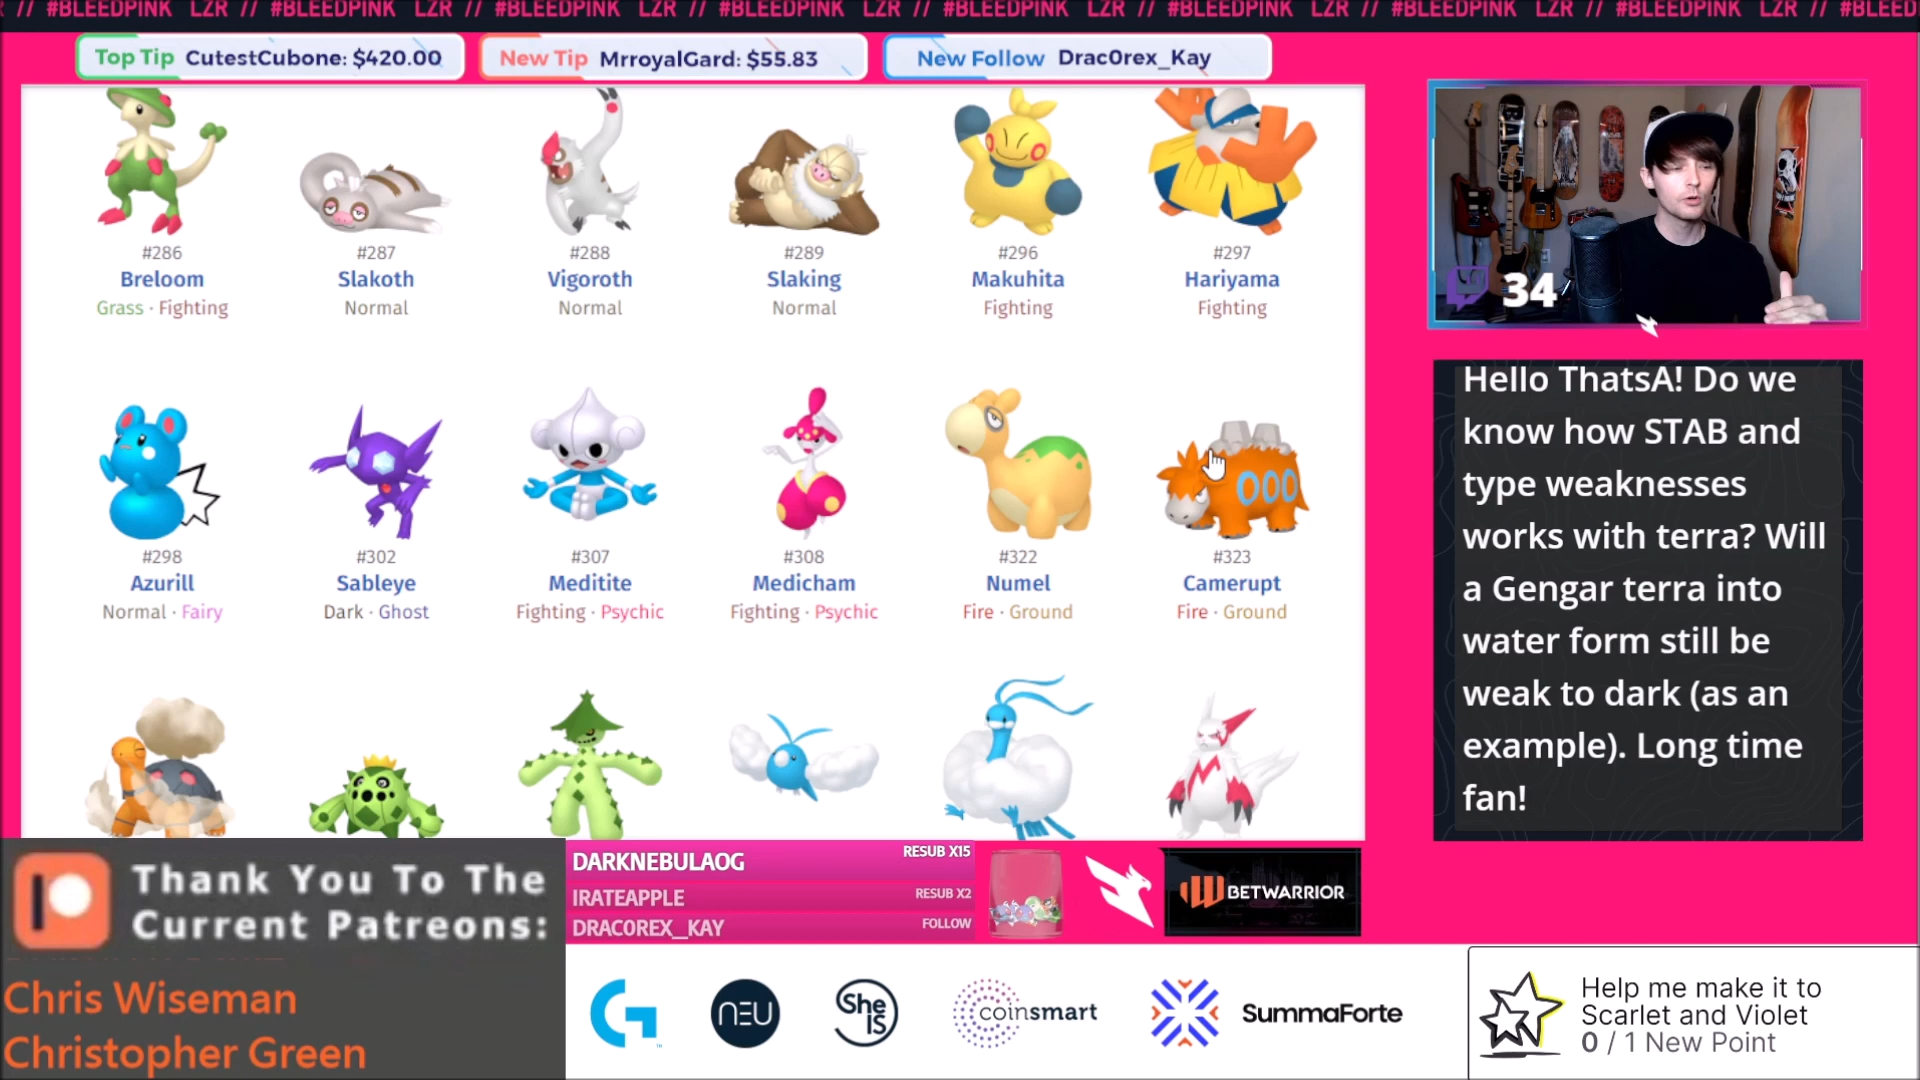 // #BLEEDPINK LZR // #BLEEDPINK LZR // #BLEEDPINK LZR // #BLEEDPINK LZR // #BLEEDPINK LZR // #BLEEDPINK LZR // #BLEEDPINK LZR // #BLEEDPINK LZR // #BLEED
Top Tip CutestCubone: $420.00
New Tip MrroyalGard: $55.83
New Follow Drac0rex_Kay
#286 #287 #288 #289 #296 #297
Breloom Slakoth Vigoroth Slaking Makuhita Hariyama
Grass · Fighting Normal Normal Normal Fighting Fighting
34
#298 #302 #307 #308 #322 #323
Azurill Sableye Meditite Medicham Numel Camerupt
Normal · Fairy Dark · Ghost Fighting · Psychic Fighting · Psychic Fire · Ground Fire · Ground
Hello ThatsA! Do we
know how STAB and
type weaknesses
works with terra? Will
a Gengar terra into
water form still be
weak to dark (as an
example). Long time
fan!
Thank You To The
Current Patreons:
Chris Wiseman
Christopher Green
DARKNEBULAOG RESUB X15
IRATEAPPLE RESUB X2
DRAC0REX_KAY FOLLOW
BETWARRIOR
G
NEU
She
IS
coinsmart
SummaForte
Help me make it to
Scarlet and Violet
0 / 1 New Point